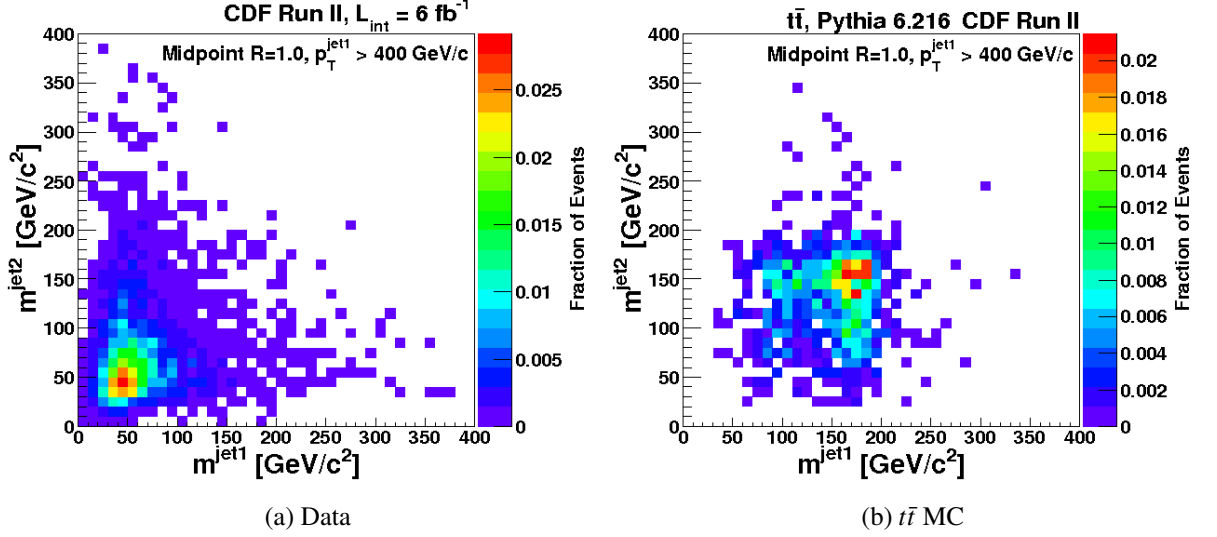 CDF Run II, L_int = 6 fb⁻¹
Midpoint R=1.0, p_T^jet1 > 400 GeV/c
m^jet2 [GeV/c²]
400
350
300
250
200
150
100
50
0
0 50 100 150 200 250 300 350 400
m^jet1 [GeV/c²]
0.025
0.02
0.015
0.01
0.005
0
Fraction of Events
(a) Data
tt̄, Pythia 6.216 CDF Run II
Midpoint R=1.0, p_T^jet1 > 400 GeV/c
m^jet2 [GeV/c²]
400
350
300
250
200
150
100
50
0
0 50 100 150 200 250 300 350 400
m^jet1 [GeV/c²]
0.02
0.018
0.016
0.014
0.012
0.01
0.008
0.006
0.004
0.002
0
Fraction of Events
(b) tt̄ MC